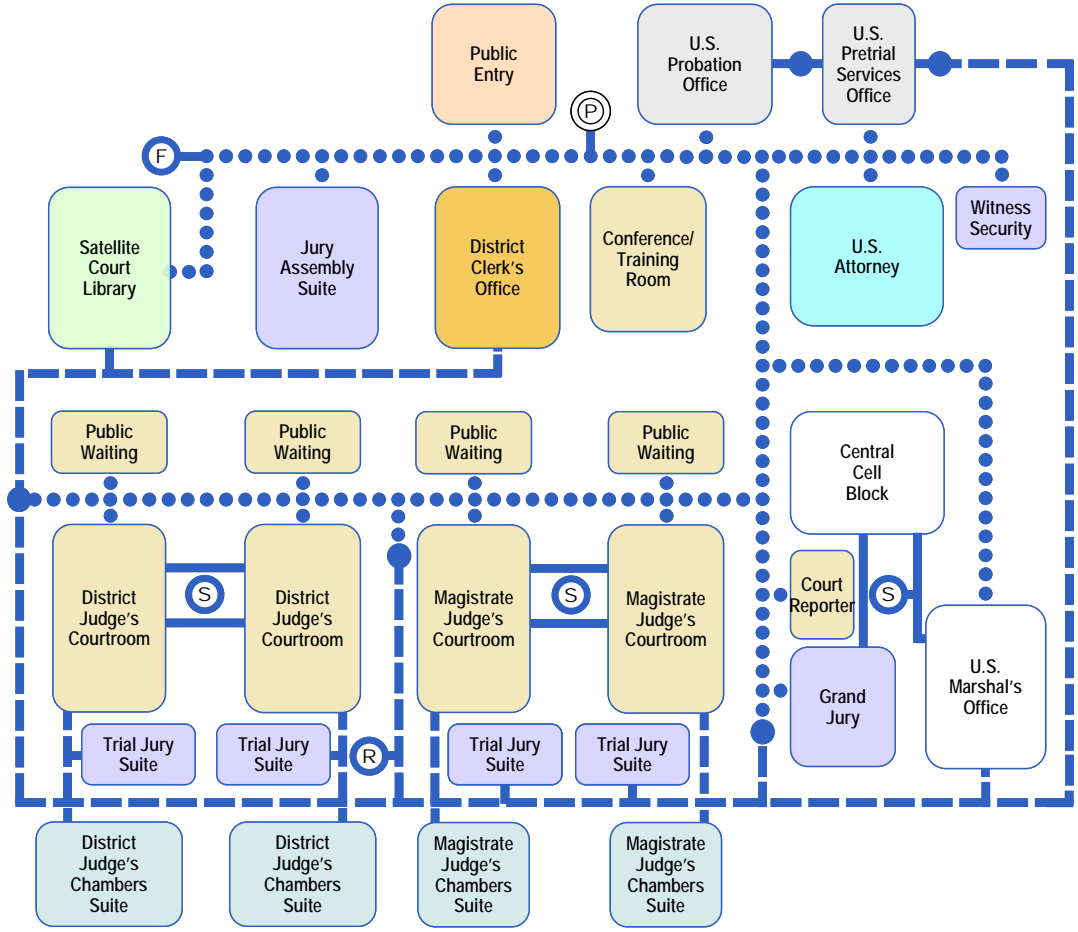 Public
Entry
U.S.
Probation
Office
U.S.
Pretrial
Services
Office
P
F
Satellite
Court
Library
Jury
Assembly
Suite
District
Clerk's
Office
Conference/
Training
Room
U.S.
Attorney
Witness
Security
Public
Waiting
Public
Waiting
Public
Waiting
Public
Waiting
Central
Cell
Block
District
Judge's
Courtroom
S
District
Judge's
Courtroom
Magistrate
Judge's
Courtroom
S
Magistrate
Judge's
Courtroom
Court
Reporter
S
Grand
Jury
U.S.
Marshal's
Office
Trial Jury
Suite
Trial Jury
Suite
R
Trial Jury
Suite
Trial Jury
Suite
District
Judge's
Chambers
Suite
District
Judge's
Chambers
Suite
Magistrate
Judge's
Chambers
Suite
Magistrate
Judge's
Chambers
Suite